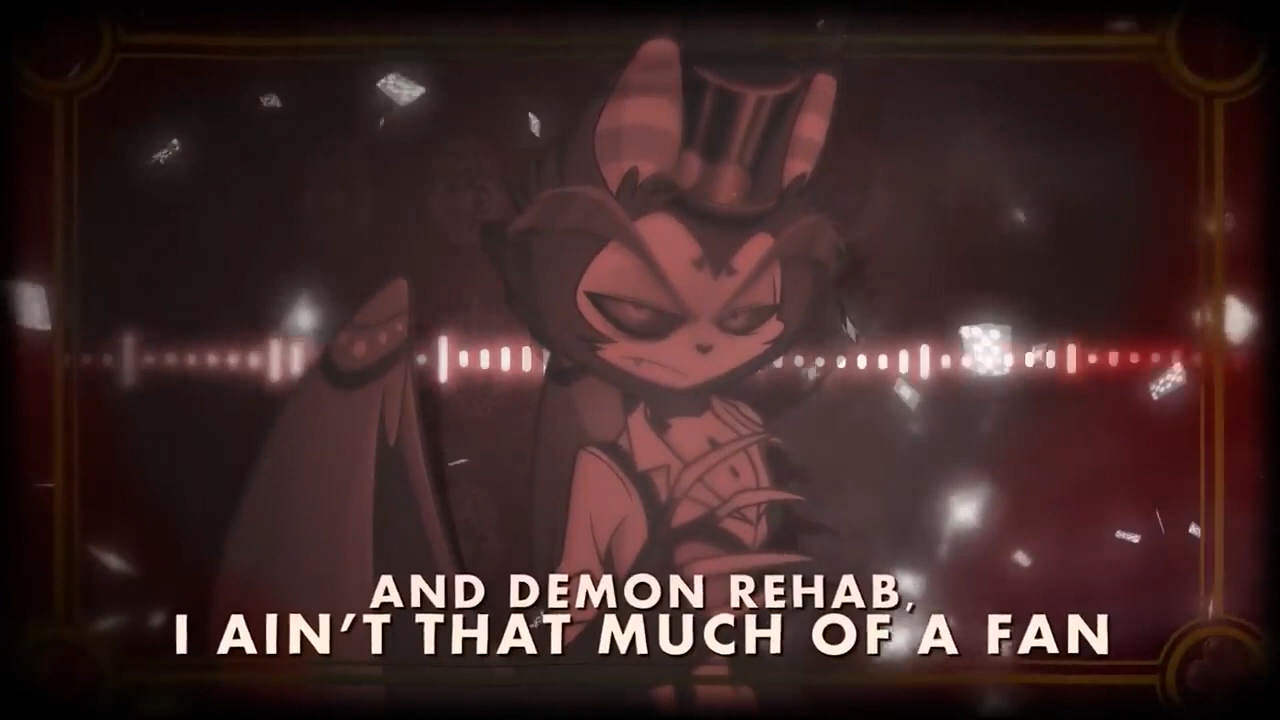 AND DEMON REHAB,
I AIN'T THAT MUCH OF A FAN